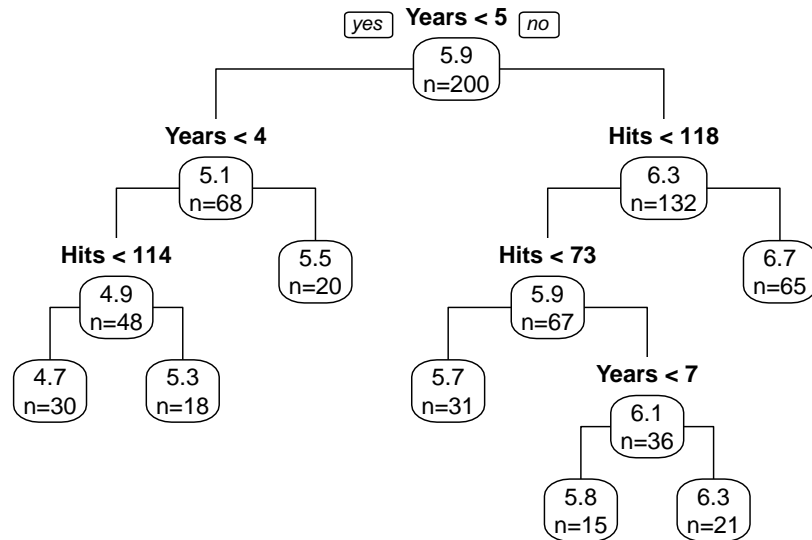 yes Years < 5 no
5.9
n=200
Years < 4 Hits < 118
5.1 6.3
n=68 n=132
Hits < 114 Hits < 73
5.5 6.7
n=20 n=65
4.9 5.9
n=48 n=67
4.7 5.3 5.7
n=30 n=18 n=31
Years < 7
6.1
n=36
5.8 6.3
n=15 n=21